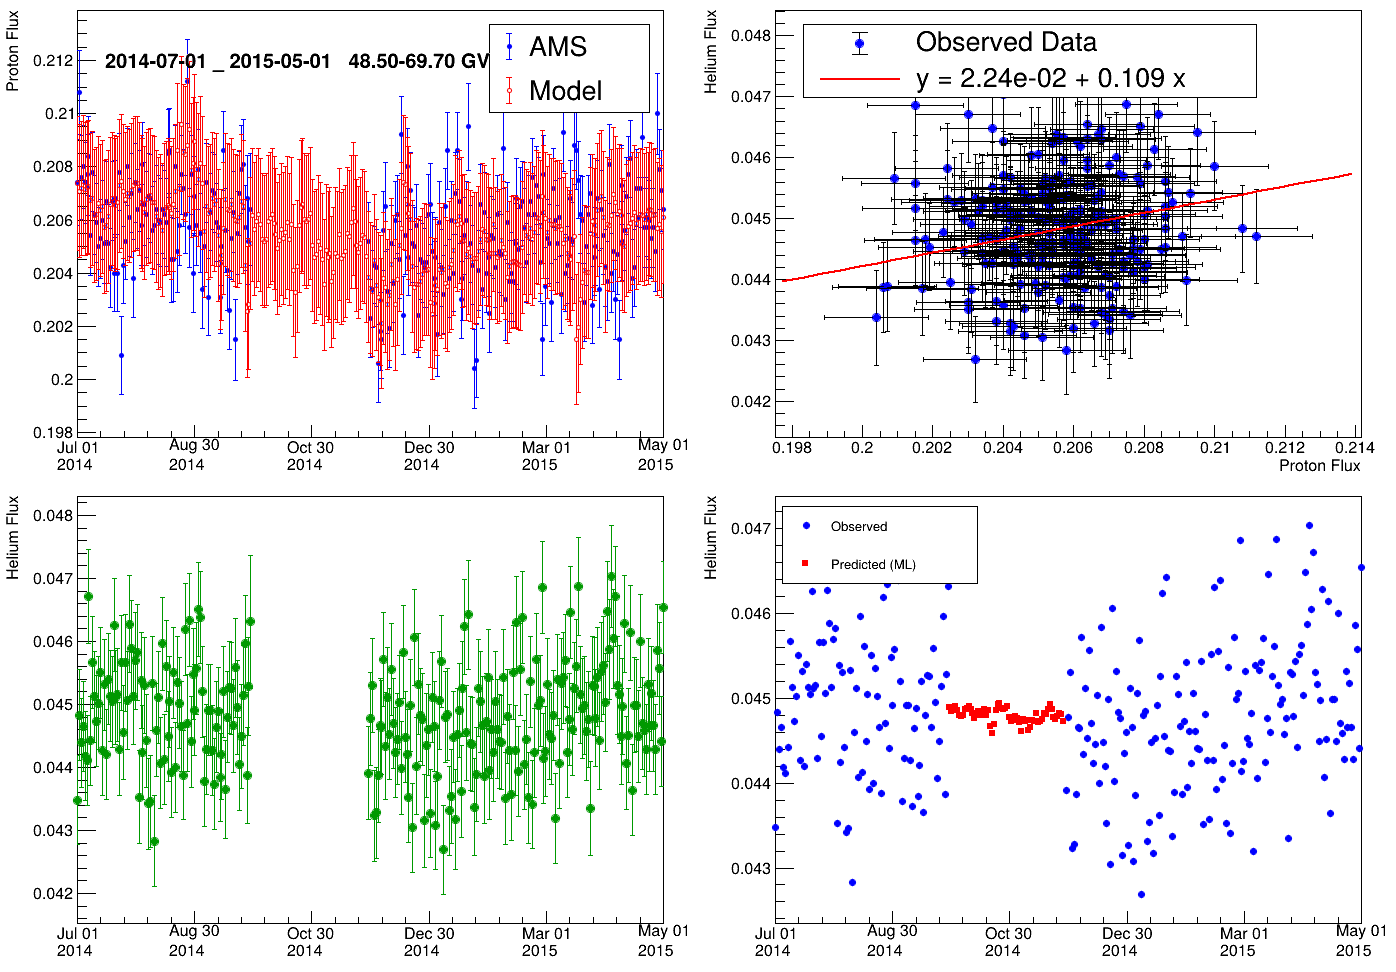 Proton Flux
0.212
0.21
0.208
0.206
0.204
0.202
0.2
0.198
2014-07-01 _ 2015-05-01 48.50-69.70 GV
AMS
Model
Jul 01
2014
Aug 30
2014
Oct 30
2014
Dec 30
2014
Mar 01
2015
May 01
2015
Helium Flux
0.048
0.047
0.046
0.045
0.044
0.043
0.042
Observed Data
y = 2.24e-02 + 0.109 x
0.198
0.2
0.202
0.204
0.206
0.208
0.21
0.212
0.214
Proton Flux
Helium Flux
0.048
0.047
0.046
0.045
0.044
0.043
0.042
Jul 01
2014
Aug 30
2014
Oct 30
2014
Dec 30
2014
Mar 01
2015
May 01
2015
Helium Flux
0.047
0.046
0.045
0.044
0.043
Observed
Predicted (ML)
Jul 01
2014
Aug 30
2014
Oct 30
2014
Dec 30
2014
Mar 01
2015
May 01
2015